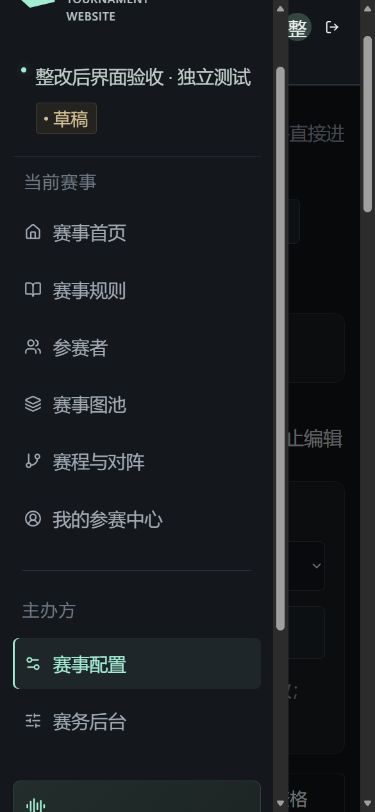 TOURNAMENT
WEBSITE
整
整改后界面验收 · 独立测试
• 草稿
直接进
当前赛事
赛事首页
赛事规则
参赛者
赛事图池
止编辑
赛程与对阵
我的参赛中心
主办方
赛事配置
赛务后台
格